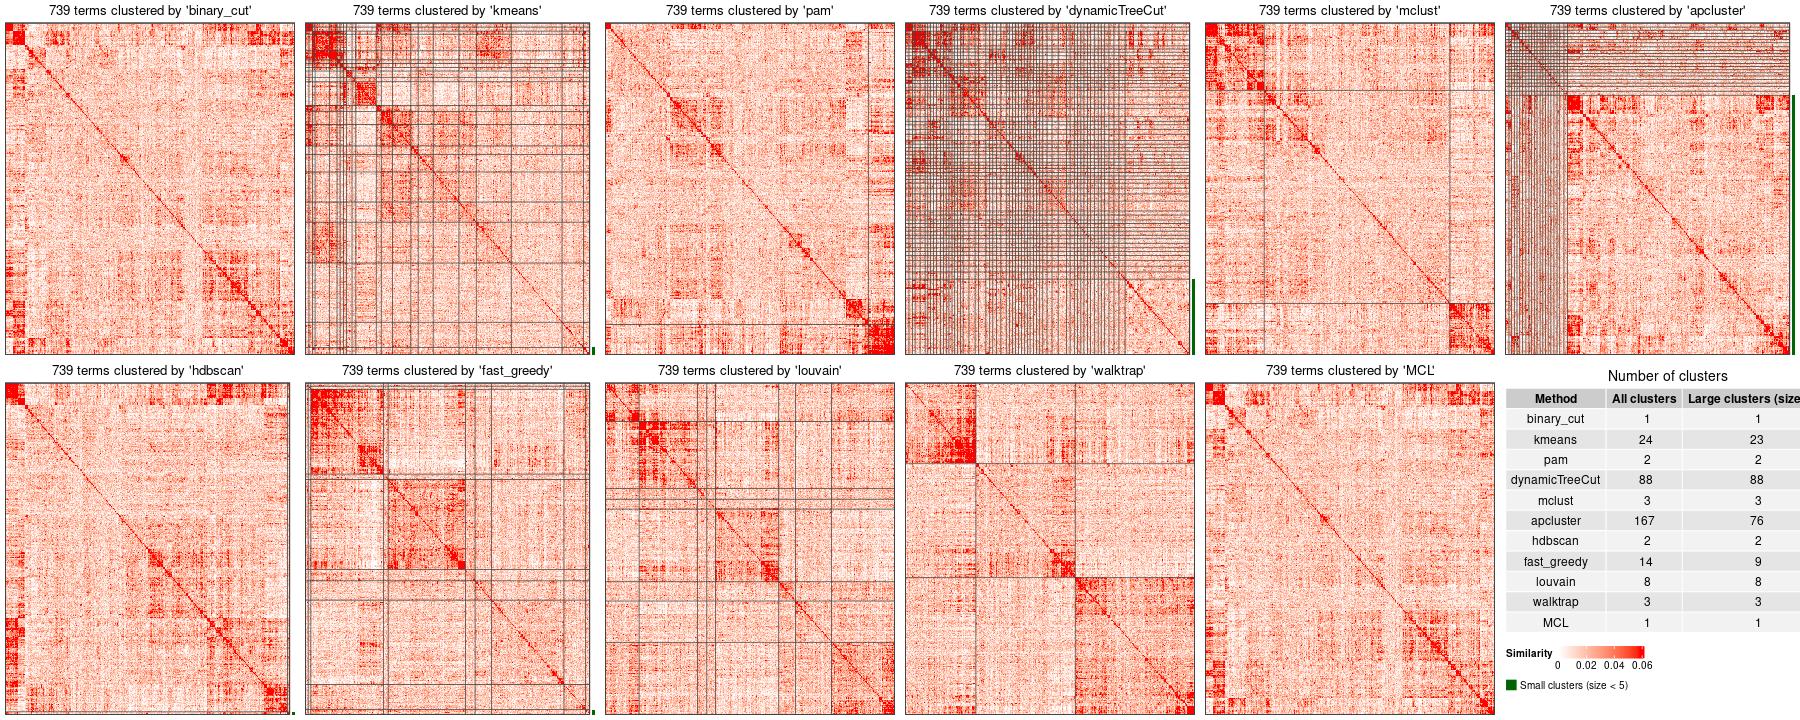 739 terms clustered by 'binary_cut'
739 terms clustered by 'kmeans'
739 terms clustered by 'pam'
739 terms clustered by 'dynamicTreeCut'
739 terms clustered by 'mclust'
739 terms clustered by 'apcluster'
739 terms clustered by 'hdbscan'
739 terms clustered by 'fast_greedy'
739 terms clustered by 'louvain'
739 terms clustered by 'walktrap'
739 terms clustered by 'MCL'
Number of clusters
Method All clusters Large clusters (size
binary_cut 1 1
kmeans 24 23
pam 2 2
dynamicTreeCut 88 88
mclust 3 3
apcluster 167 76
hdbscan 2 2
fast_greedy 14 9
louvain 8 8
walktrap 3 3
MCL 1 1
Similarity
0 0.02 0.04 0.06
Small clusters (size < 5)